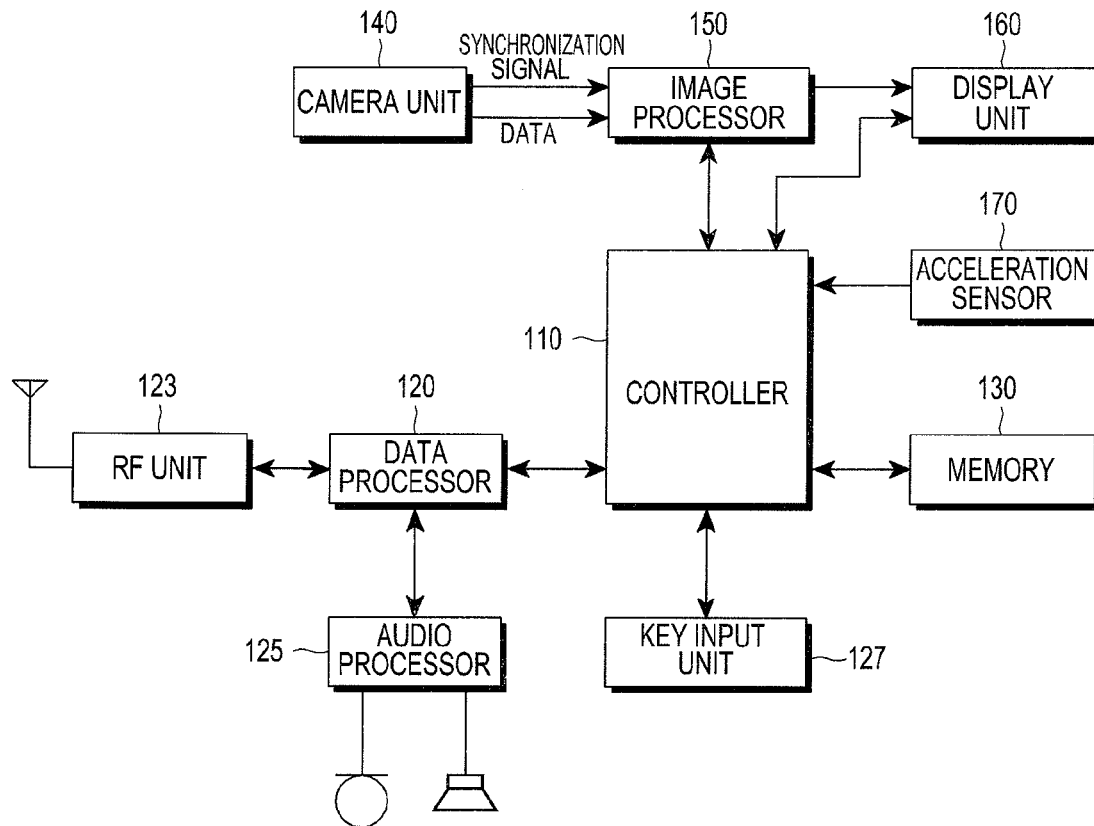 140
150
160
SYNCHRONIZATION
SIGNAL
CAMERA UNIT
DATA
IMAGE
PROCESSOR
DISPLAY
UNIT
170
ACCELERATION
SENSOR
110
CONTROLLER
123
RF UNIT
120
DATA
PROCESSOR
130
MEMORY
125
AUDIO
PROCESSOR
KEY INPUT
UNIT
127